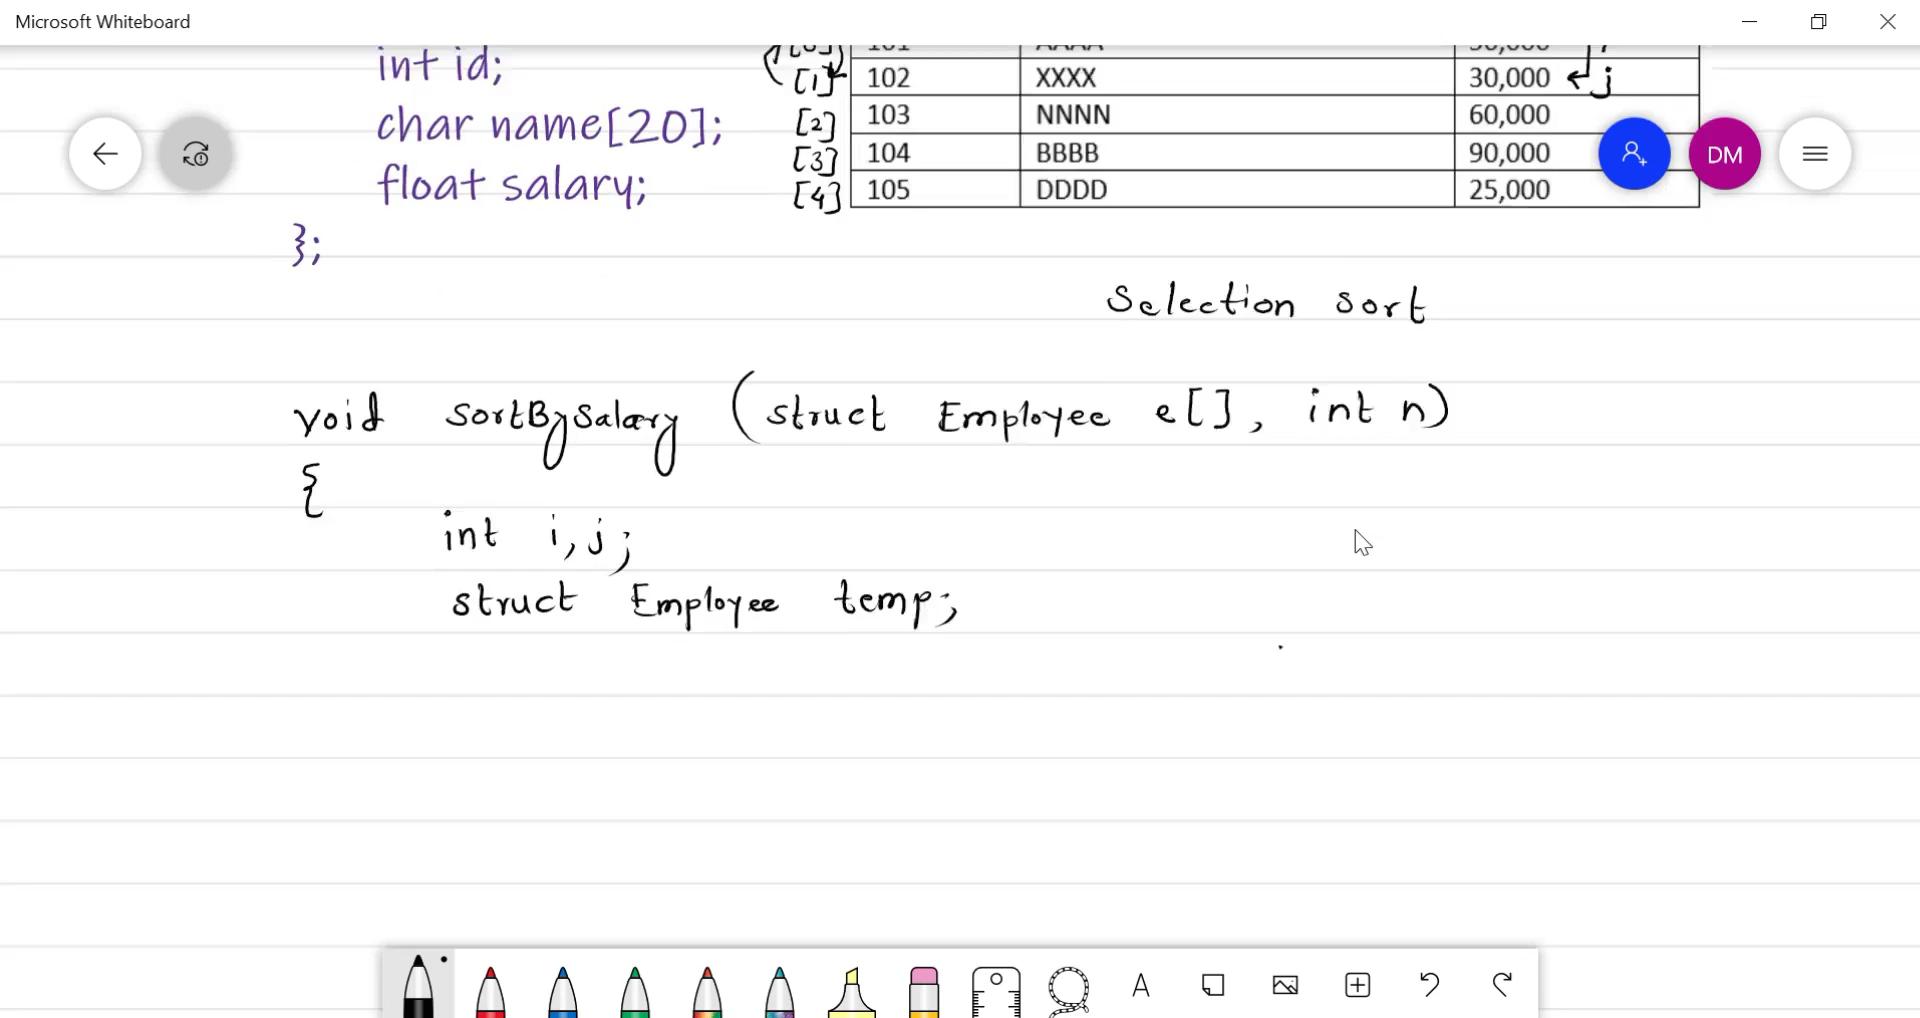 Microsoft Whiteboard
int id;
char name[20];
float salary;
};
[1] 102 XXXX 30,000 j
[2] 103 NNNN 60,000
[3] 104 BBBB 90,000
[4] 105 DDDD 25,000
DM
Selection sort
void sortBySalary (struct Employee e[], int n)
{
int i,j;
struct Employee temp;
A